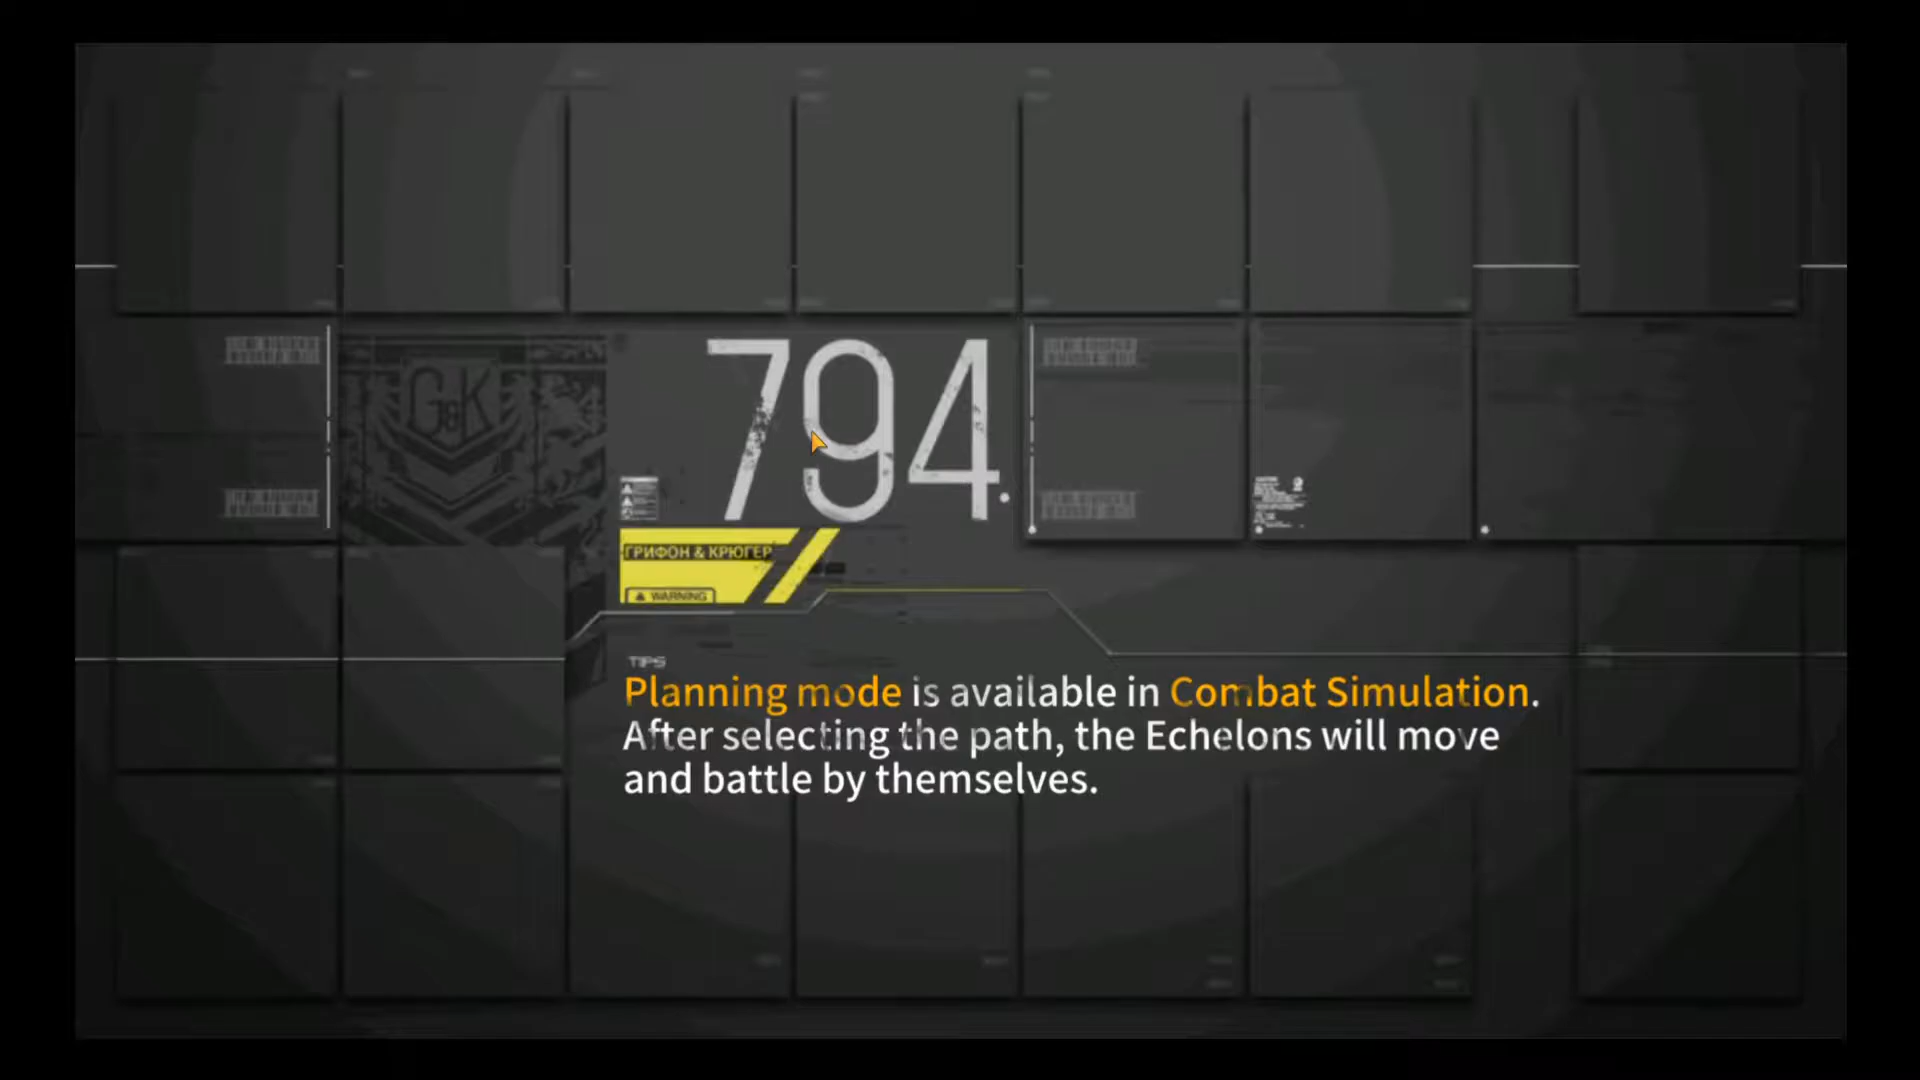 G&K
794.
ГРИФОН & КРЮГЕР
WARNING
TIPS
Planning mode is available in Combat Simulation.
After selecting the path, the Echelons will move
and battle by themselves.